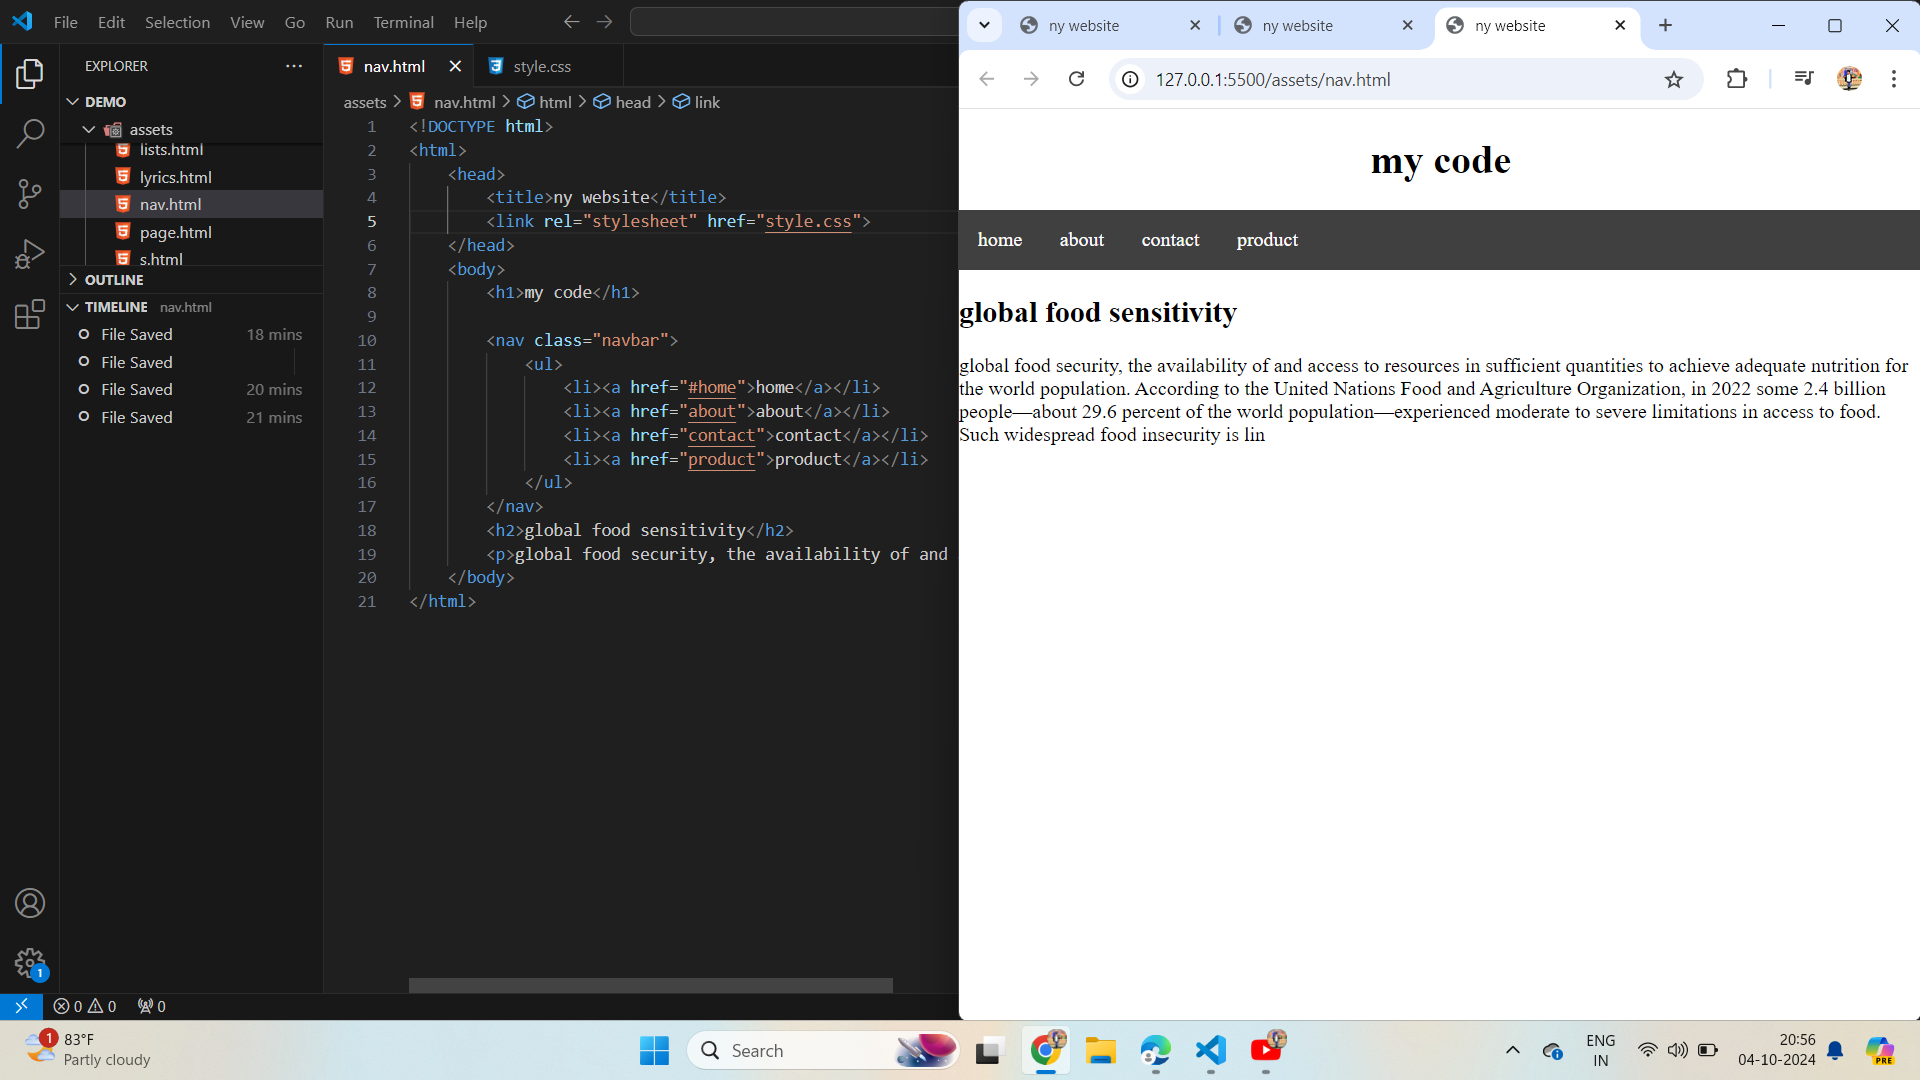 File Edit Selection View Go Run Terminal Help
EXPLORER
DEMO
assets
lists.html
lyrics.html
nav.html
page.html
s.html
OUTLINE
TIMELINE nav.html
File Saved 18 mins
File Saved
File Saved 20 mins
File Saved 21 mins
nav.html style.css
assets > nav.html > html > head > link
1 <!DOCTYPE html>
2 <html>
3 <head>
4 <title>ny website</title>
5 <link rel="stylesheet" href="style.css">
6 </head>
7 <body>
8 <h1>my code</h1>
9
10 <nav class="navbar">
11 <ul>
12 <li><a href="#home">home</a></li>
13 <li><a href="about">about</a></li>
14 <li><a href="contact">contact</a></li>
15 <li><a href="product">product</a></li>
16 </ul>
17 </nav>
18 <h2>global food sensitivity</h2>
19 <p>global food security, the availability of and
20 </body>
21 </html>
1
0 0 0
ny website ny website ny website
127.0.0.1:5500/assets/nav.html
my code
home about contact product
global food sensitivity
global food security, the availability of and access to resources in sufficient quantities to achieve adequate nutrition for
the world population. According to the United Nations Food and Agriculture Organization, in 2022 some 2.4 billion
people—about 29.6 percent of the world population—experienced moderate to severe limitations in access to food.
Such widespread food insecurity is lin
1
83°F
Partly cloudy
Search
ENG
IN
20:56
04-10-2024
PRE